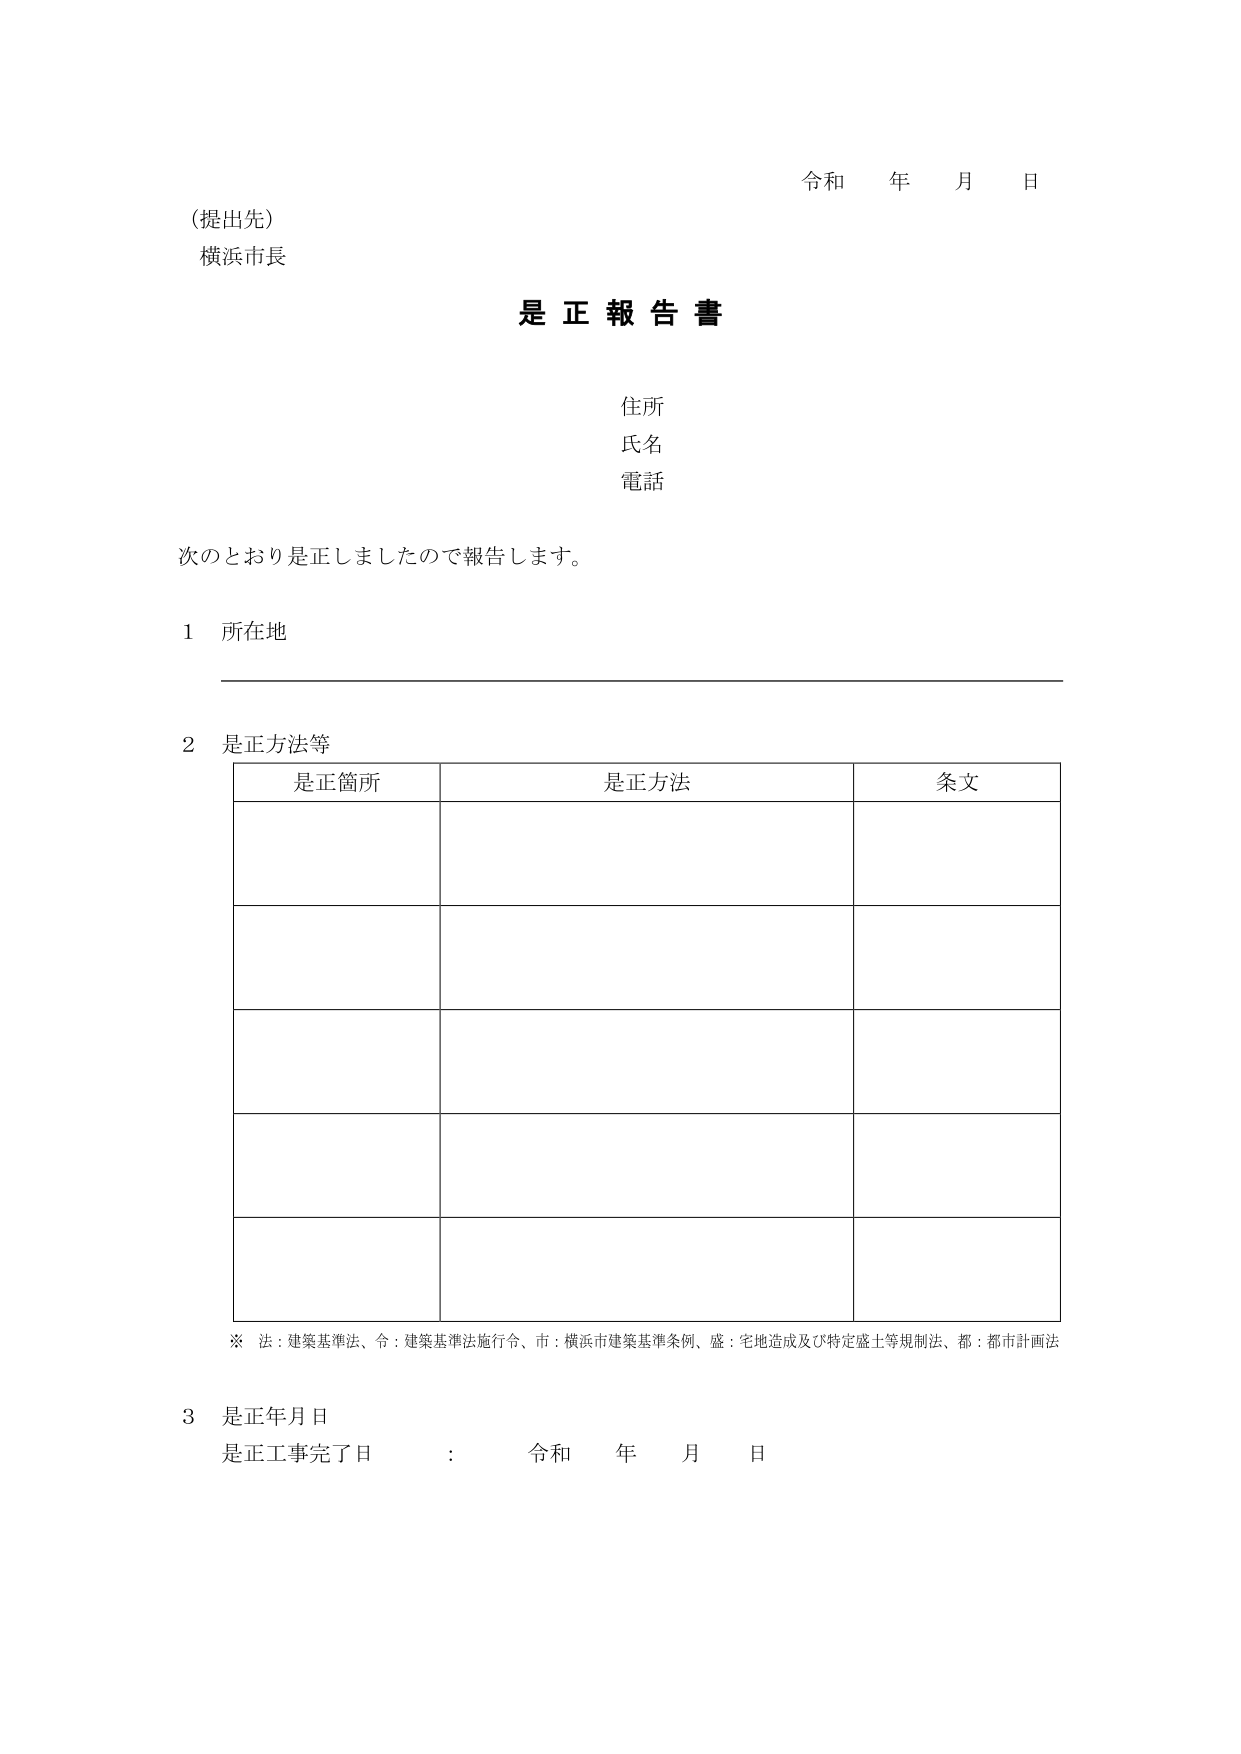 令和　　年　　月　　日
（提出先）
横浜市長
是 正 報 告 書
住所
氏名
電話
次のとおり是正しましたので報告します。
１　所在地
２　是正方法等
是正箇所　是正方法　条文
※　法：建築基準法、令：建築基準法施行令、市：横浜市建築基準条例、盛：宅地造成及び特定盛土等規制法、都：都市計画法
３　是正年月日
是正工事完了日　　　：　　　令和　　年　　月　　日